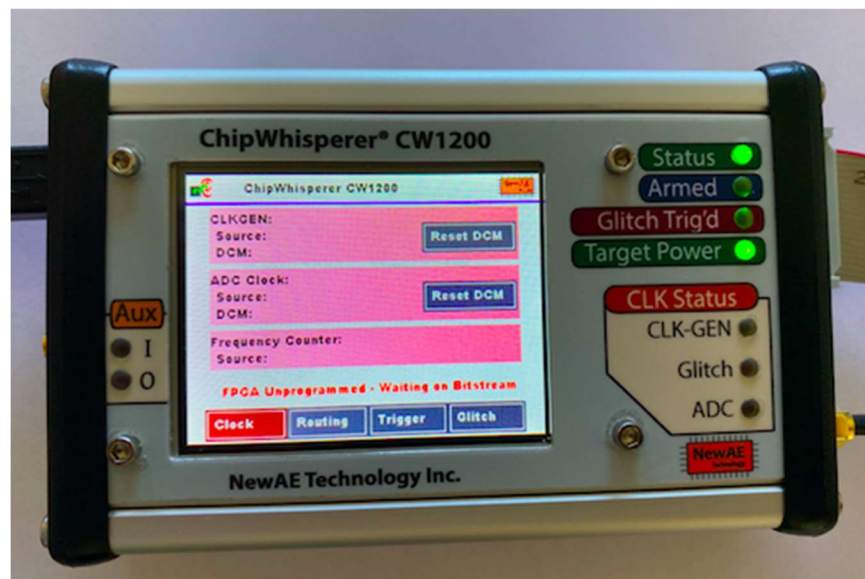 ChipWhisperer® CW1200
ChipWhisperer CW1200
CLKGEN:
Source:
DCM:
Reset DCM
ADC Clock:
Source:
DCM:
Reset DCM
Frequency Counter:
Source:
FPGA Unprogrammed - Waiting on Bitstream
Clock
Routing
Trigger
Glitch
NewAE Technology Inc.
Aux
I
O
Status
Armed
Glitch Trig'd
Target Power
CLK Status
CLK-GEN
Glitch
ADC
NewAE
Technology